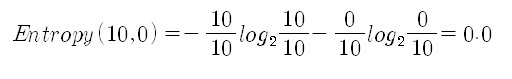 Entropy(10,0) = - 10/10 log₂ 10/10 - 0/10 log₂ 0/10 = 0.0